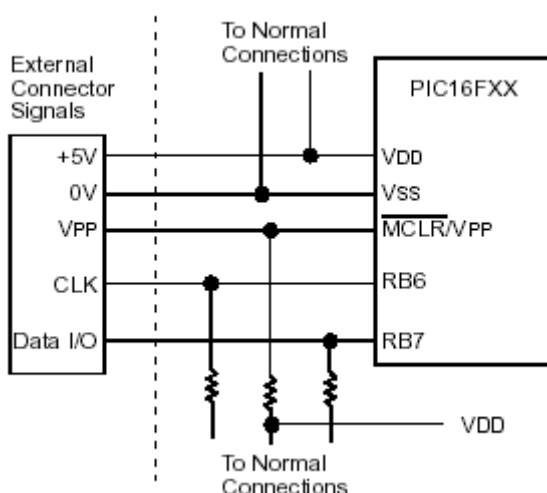 To Normal
Connections
External
Connector
Signals
PIC16FXX
+5V
VDD
0V
VSS
VPP
MCLR/VPP
CLK
RB6
Data I/O
RB7
VDD
To Normal
Connections